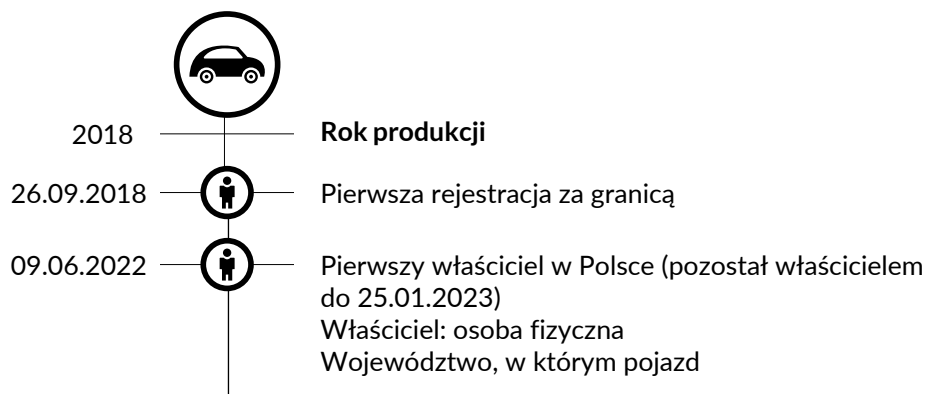 2018 Rok produkcji
26.09.2018 Pierwsza rejestracja za granicą
09.06.2022 Pierwszy właściciel w Polsce (pozostał właścicielem
do 25.01.2023)
Właściciel: osoba fizyczna
Województwo, w którym pojazd